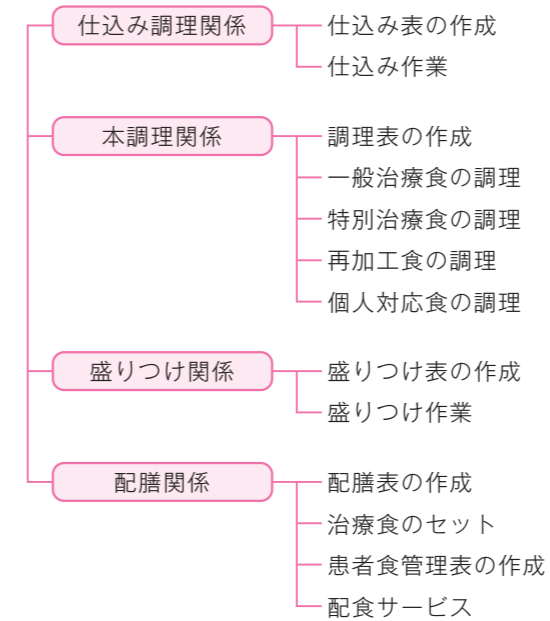 仕込み調理関係
仕込み表の作成
仕込み作業
本調理関係
調理表の作成
一般治療食の調理
特別治療食の調理
再加工食の調理
個人対応食の調理
盛りつけ関係
盛りつけ表の作成
盛りつけ作業
配膳関係
配膳表の作成
治療食のセット
患者食管理表の作成
配食サービス